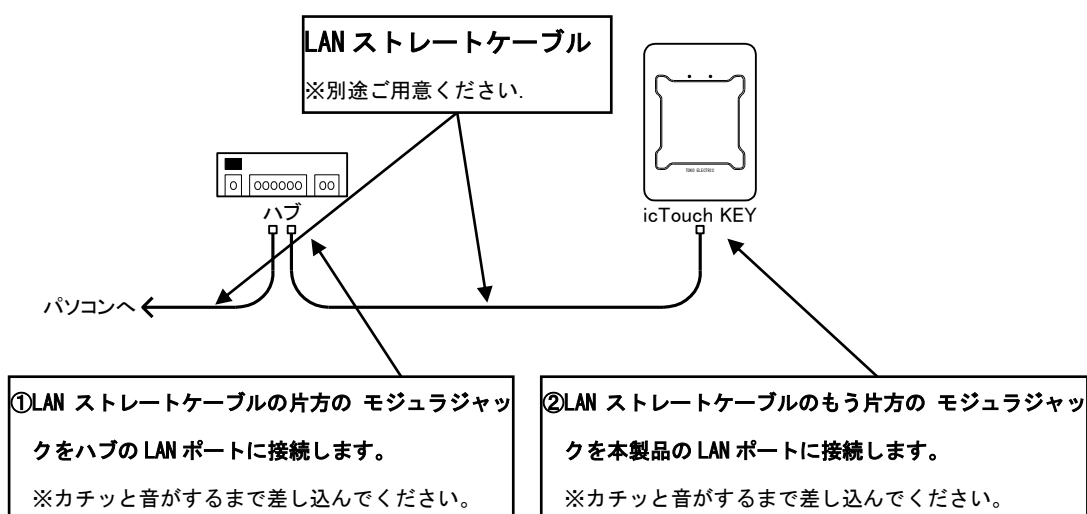 LAN ストレートケーブル
※別途ご用意ください.
TOKO ELECTRIC
0 000000 00
ハブ
icTouch KEY
パソコンへ
①LAN ストレートケーブルの片方の モジュラジャッ
クをハブの LAN ポートに接続します。
※カチッと音がするまで差し込んでください。
②LAN ストレートケーブルのもう片方の モジュラジャッ
クを本製品の LAN ポートに接続します。
※カチッと音がするまで差し込んでください。